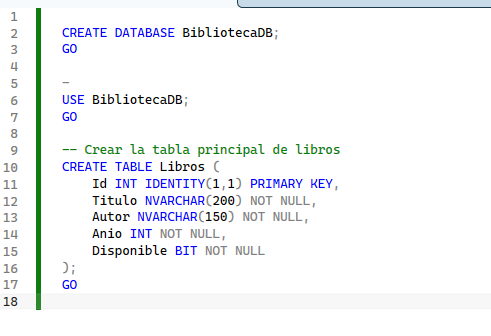 1
2 CREATE DATABASE BibliotecaDB;
3 GO
4
5 -
6 USE BibliotecaDB;
7 GO
8
9 -- Crear la tabla principal de libros
10 CREATE TABLE Libros (
11     Id INT IDENTITY(1,1) PRIMARY KEY,
12     Titulo NVARCHAR(200) NOT NULL,
13     Autor NVARCHAR(150) NOT NULL,
14     Anio INT NOT NULL,
15     Disponible BIT NOT NULL
16 );
17 GO
18